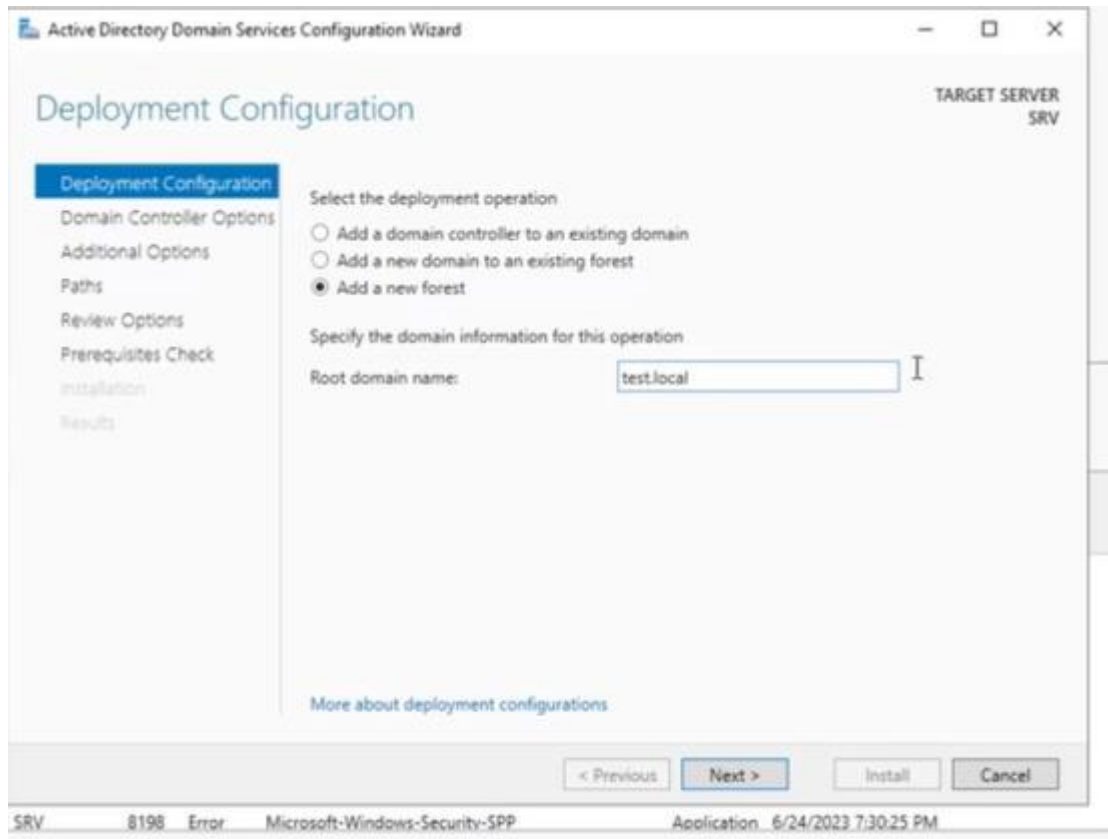 Active Directory Domain Services Configuration Wizard
Deployment Configuration
TARGET SERVER
SRV
Deployment Configuration
Domain Controller Options
Additional Options
Paths
Review Options
Prerequisites Check
Installation
Results
Select the deployment operation
Add a domain controller to an existing domain
Add a new domain to an existing forest
Add a new forest
Specify the domain information for this operation
Root domain name: test.local
More about deployment configurations
< Previous Next > Install Cancel
SRV 8198 Error Microsoft-Windows-Security-SPP Application 6/24/2023 7:30:25 PM